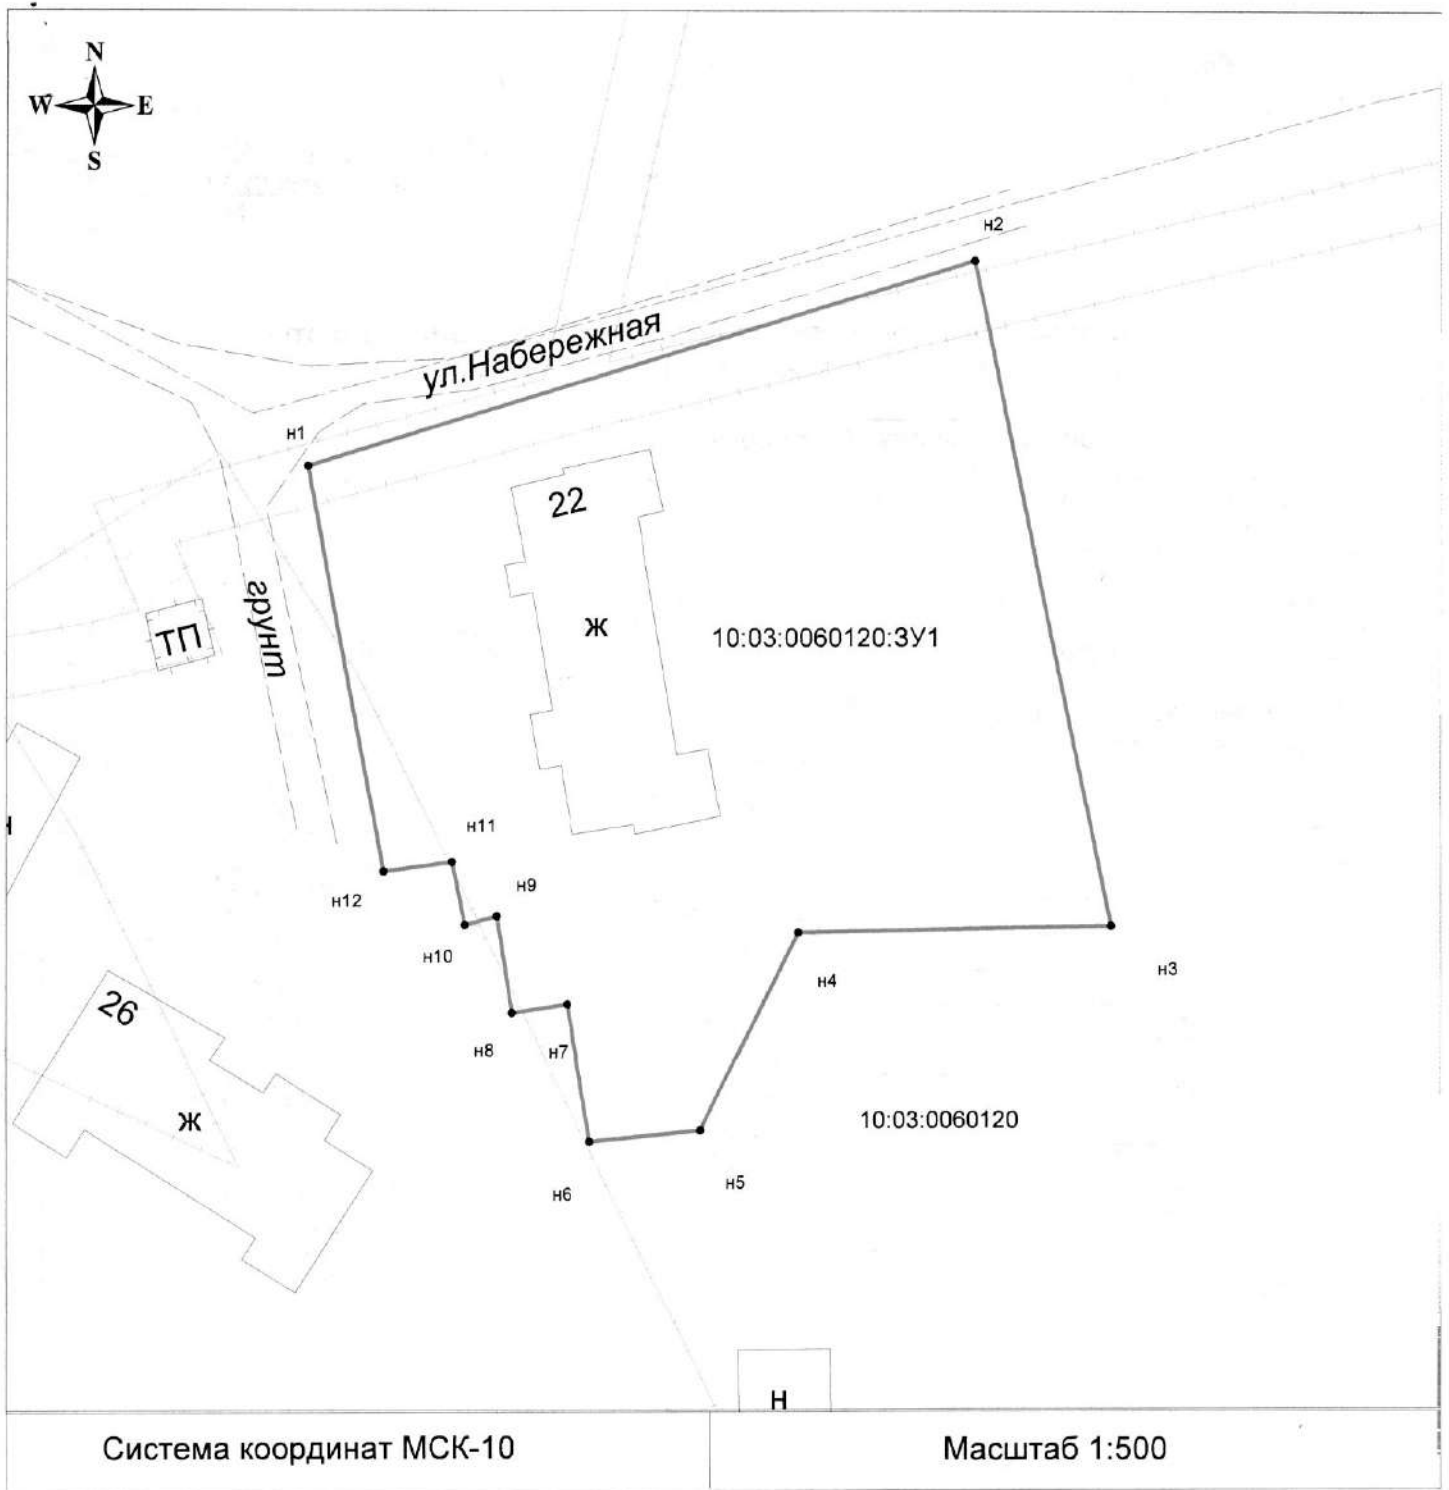 N
W E
S
н2
ул.Набережная
н1
22
грунт
ТП
ж
10:03:0060120:ЗУ1
н11
н12
н9
н10
н3
н4
26
н8
н7
ж
10:03:0060120
н5
н6
Н
Система координат МСК-10
Масштаб 1:500